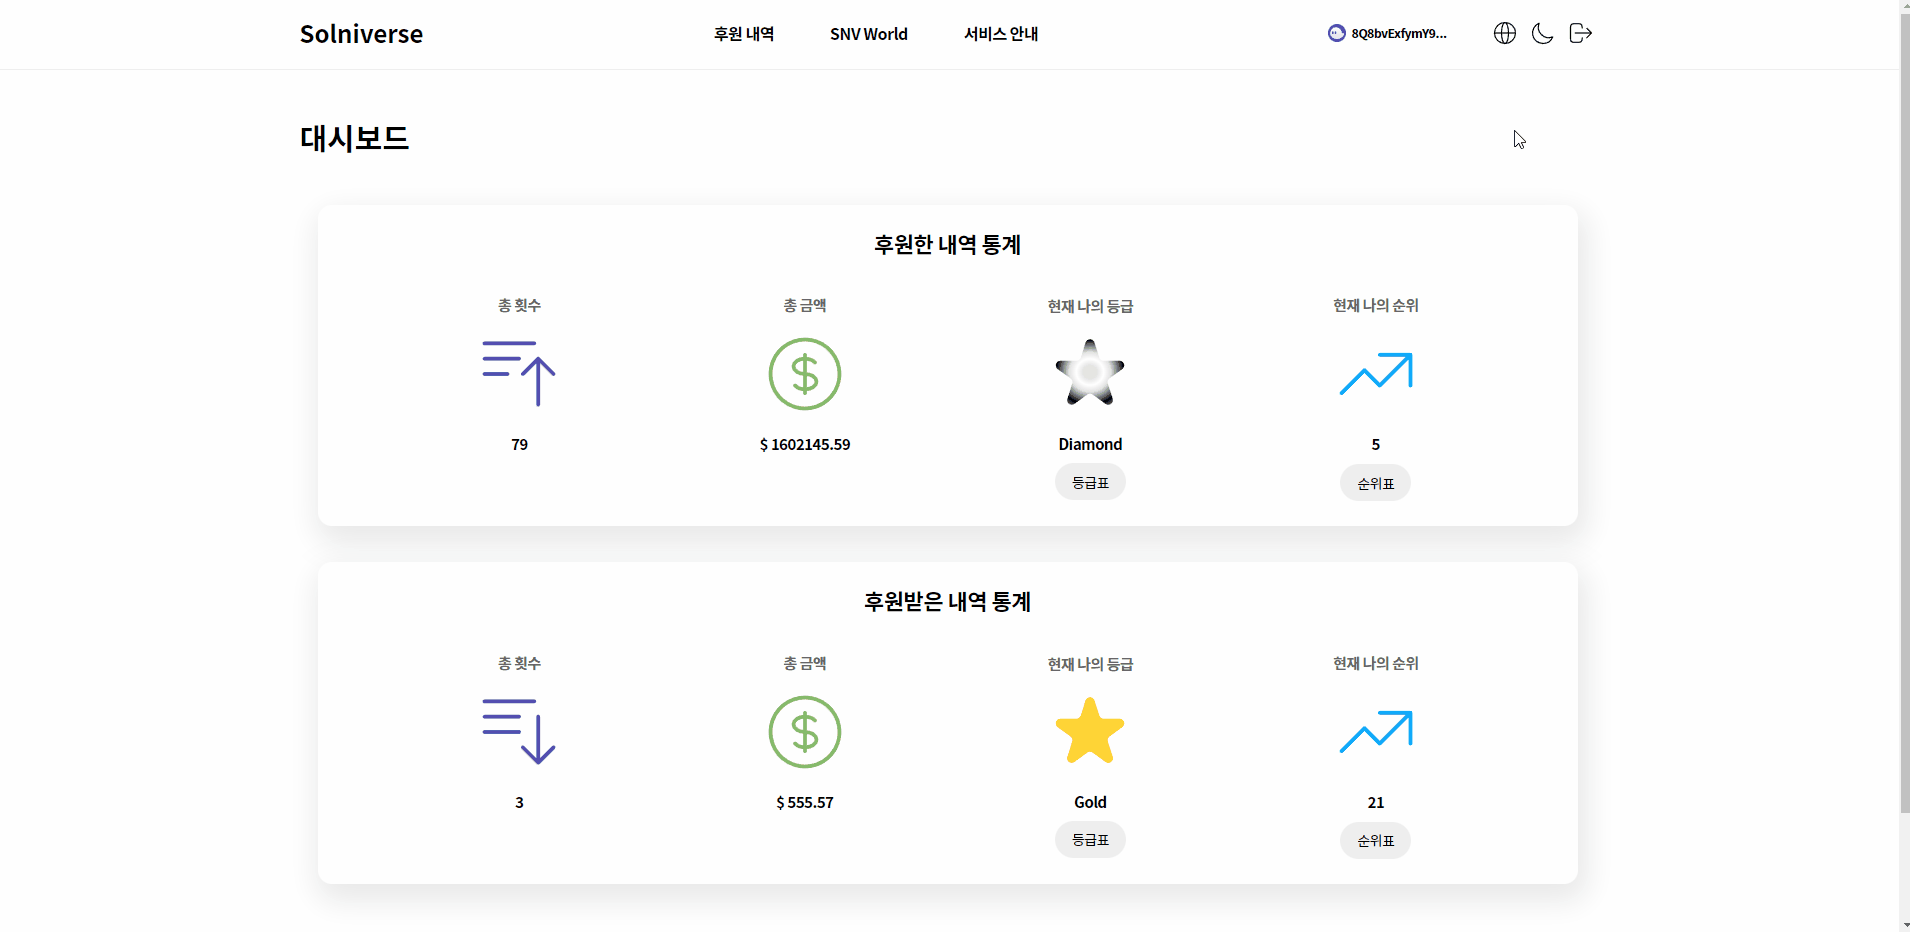 Solniverse
후원 내역
SNV World
서비스 안내
8Q8bvExfymY9...
대시보드
후원한 내역 통계
총 횟수
총 금액
현재 나의 등급
현재 나의 순위
79
$ 1602145.59
Diamond
5
등급표
순위표
후원받은 내역 통계
총 횟수
총 금액
현재 나의 등급
현재 나의 순위
3
$ 555.57
Gold
21
등급표
순위표